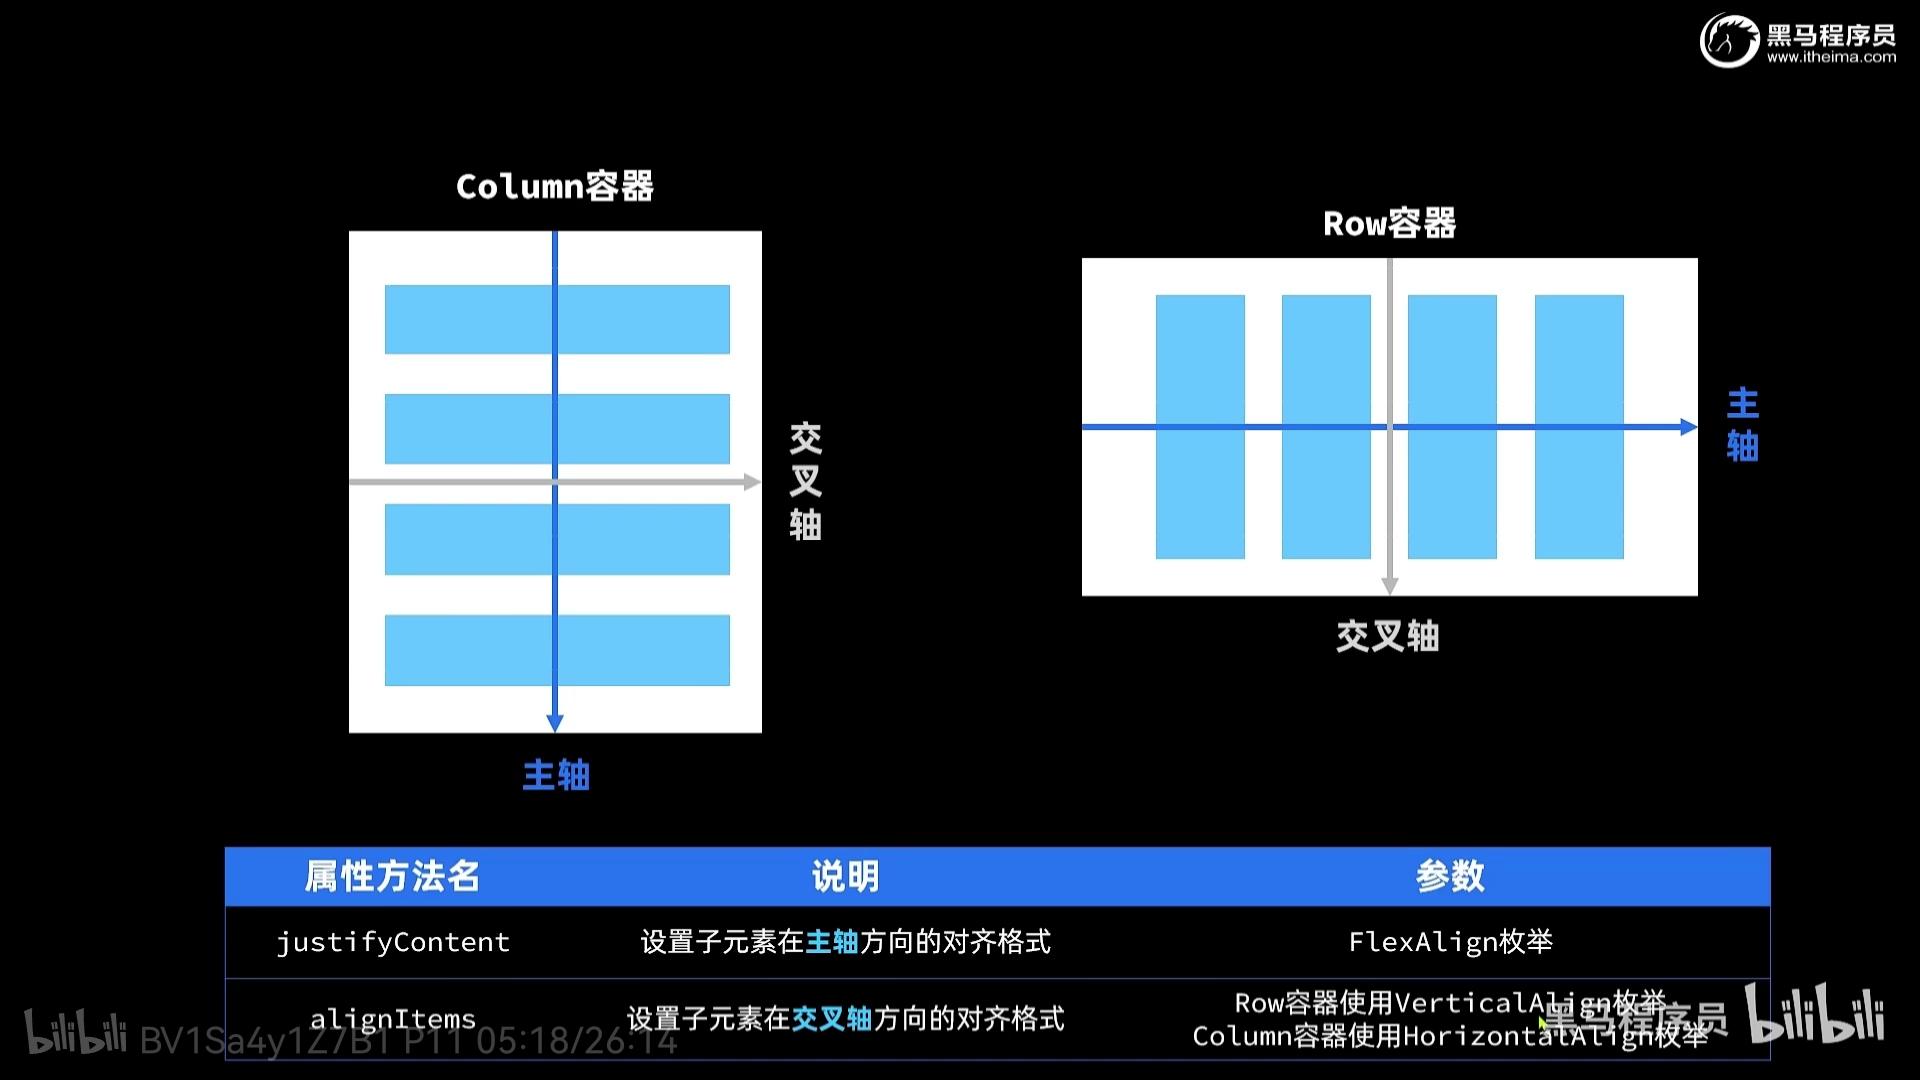 黑马程序员
www.itheima.com
Column容器
Row容器
交叉轴
主轴
交叉轴
主轴
属性方法名 说明 参数
justifyContent 设置子元素在主轴方向的对齐格式 FlexAlign枚举
alignItems 设置子元素在交叉轴方向的对齐格式 Row容器使用VerticalAlign枚举
Column容器使用HorizontalAlign枚举
bilibili BV1Sa4y1Z7B1 P11 05:18/26:14
黑马程序员 bilibili